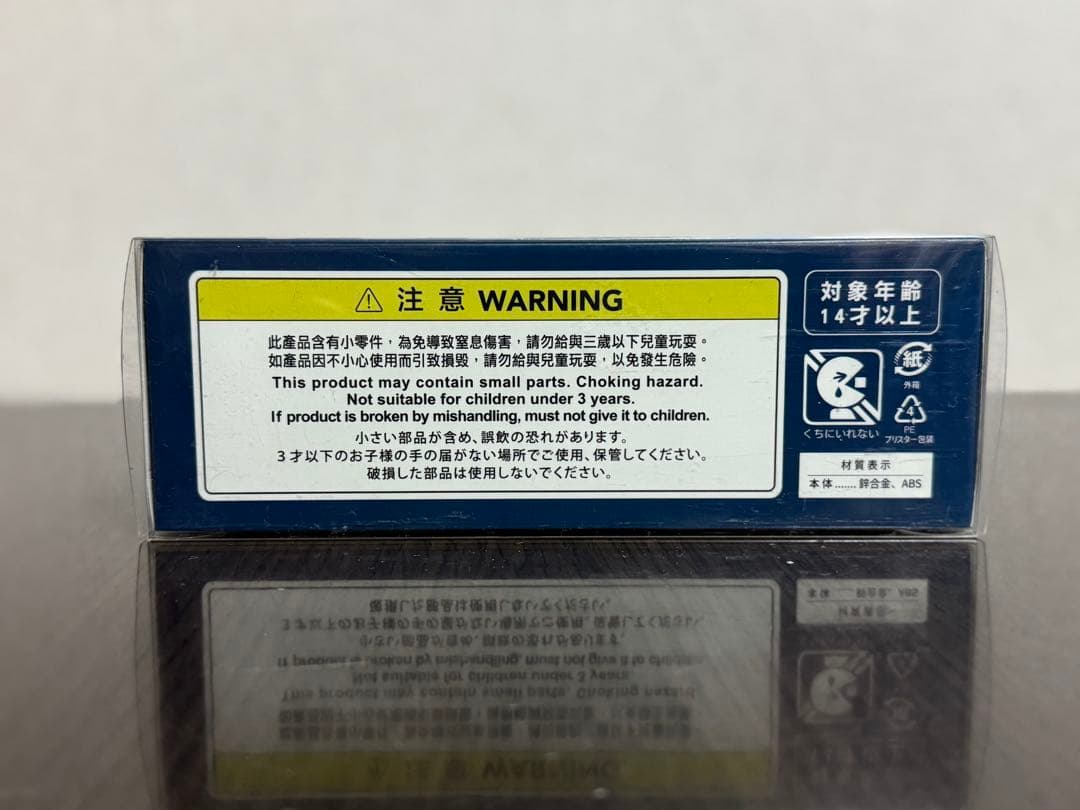 ⚠ 注意 WARNING
此產品含有小零件，為免導致窒息傷害，請勿給與三歲以下兒童玩耍。
如產品因不小心使用而引致損毀，請勿給與兒童玩耍，以免發生危險。
This product may contain small parts. Choking hazard.
Not suitable for children under 3 years.
If product is broken by mishandling, must not give it to children.
小さい部品が含め、誤飲の恐れがあります。
3才以下のお子様の手の届がない場所でご使用、保管してください。
破損した部品は使用しないでください。
対象年齢
14才以上
くちにいれない
紙
外箱
4
PE
ブリスター包装
材質表示
本体.......鋅合金、ABS